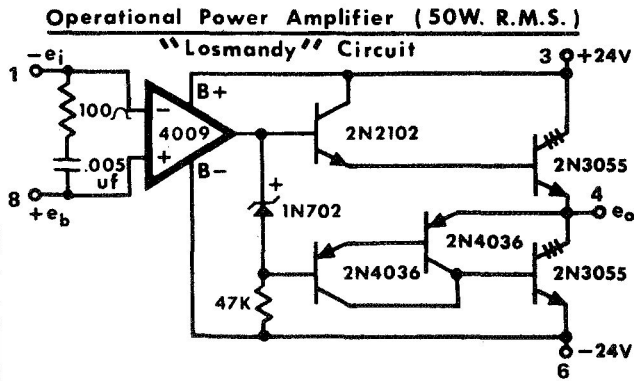 Operational Power Amplifier (50W. R.M.S.)
"Losmandy" Circuit
3
+24V
-ei
1
B+
100
-
4009
+
2N2102
2N3055
.005
uf
B-
8
+eb
+
1N702
4
eo
2N4036
2N4036
2N3055
47K
-24V
6